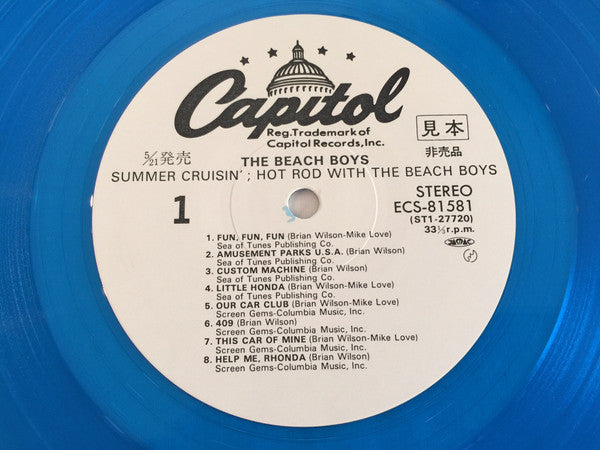 Capitol
Reg.Trademark of
Capitol Records,Inc.
見本
非売品
5/21発売
THE BEACH BOYS
SUMMER CRUISIN'; HOT ROD WITH THE BEACH BOYS
1
STEREO
ECS-81581
(ST1-27720)
33⅓r.p.m.
JASRAC
1. FUN, FUN, FUN (Brian Wilson-Mike Love)
Sea of Tunes Publishing Co.
2. AMUSEMENT PARKS U.S.A. (Brian Wilson)
Sea of Tunes Publishing Co.
3. CUSTOM MACHINE (Brian Wilson)
Sea of Tunes Publishing Co.
4. LITTLE HONDA (Brian Wilson-Mike Love)
Sea of Tunes Publishing Co.
5. OUR CAR CLUB (Brian Wilson-Mike Love)
Screen Gems-Columbia Music, Inc.
6. 409 (Brian Wilson)
Screen Gems-Columbia Music, Inc.
7. THIS CAR OF MINE (Brian Wilson-Mike Love)
Screen Gems-Columbia Music, Inc.
8. HELP ME, RHONDA (Brian Wilson)
Screen Gems-Columbia Music, Inc.